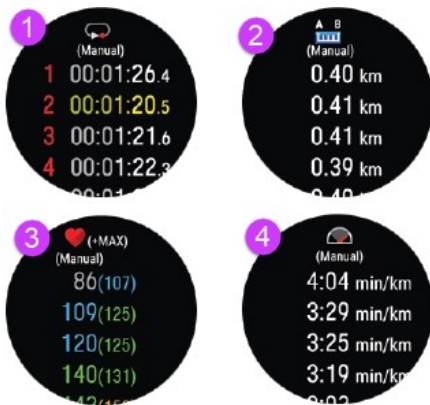 1
(Manual)
1 00:01:26.4
2 00:01:20.5
3 00:01:21.6
4 00:01:22.3
2
A B
(Manual)
0.40 km
0.41 km
0.41 km
0.39 km
3
(+MAX)
(Manual)
86(107)
109(125)
120(125)
140(131)
4
(Manual)
4:04 min/km
3:29 min/km
3:25 min/km
3:19 min/km